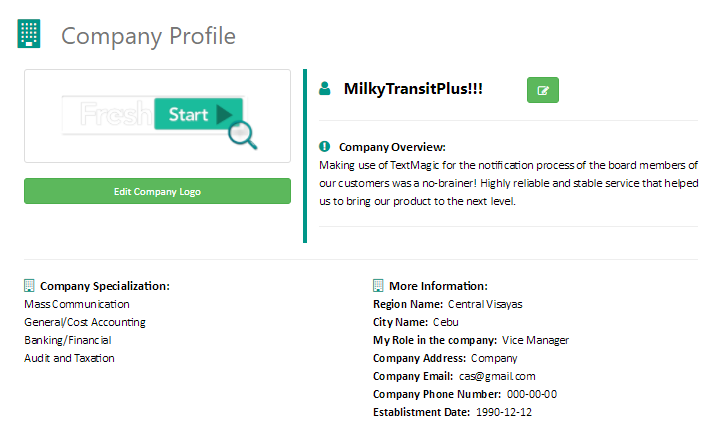 Company Profile
Fresh Start
Edit Company Logo
MilkyTransitPlus!!!
Company Overview:
Making use of TextMagic for the notification process of the board members of
our customers was a no-brainer! Highly reliable and stable service that helped
us to bring our product to the next level.
Company Specialization:
Mass Communication
General/Cost Accounting
Banking/Financial
Audit and Taxation
More Information:
Region Name: Central Visayas
City Name: Cebu
My Role in the company: Vice Manager
Company Address: Company
Company Email: cas@gmail.com
Company Phone Number: 000-00-00
Establistment Date: 1990-12-12